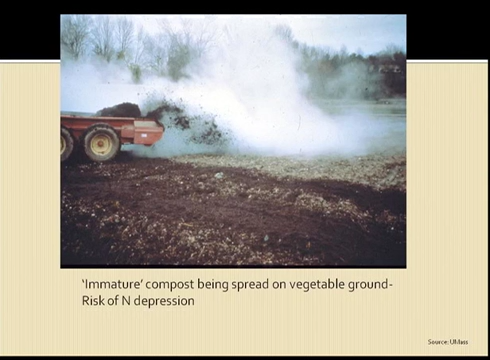 ‘Immature’ compost being spread on vegetable ground-
Risk of N depression
Source: UMass